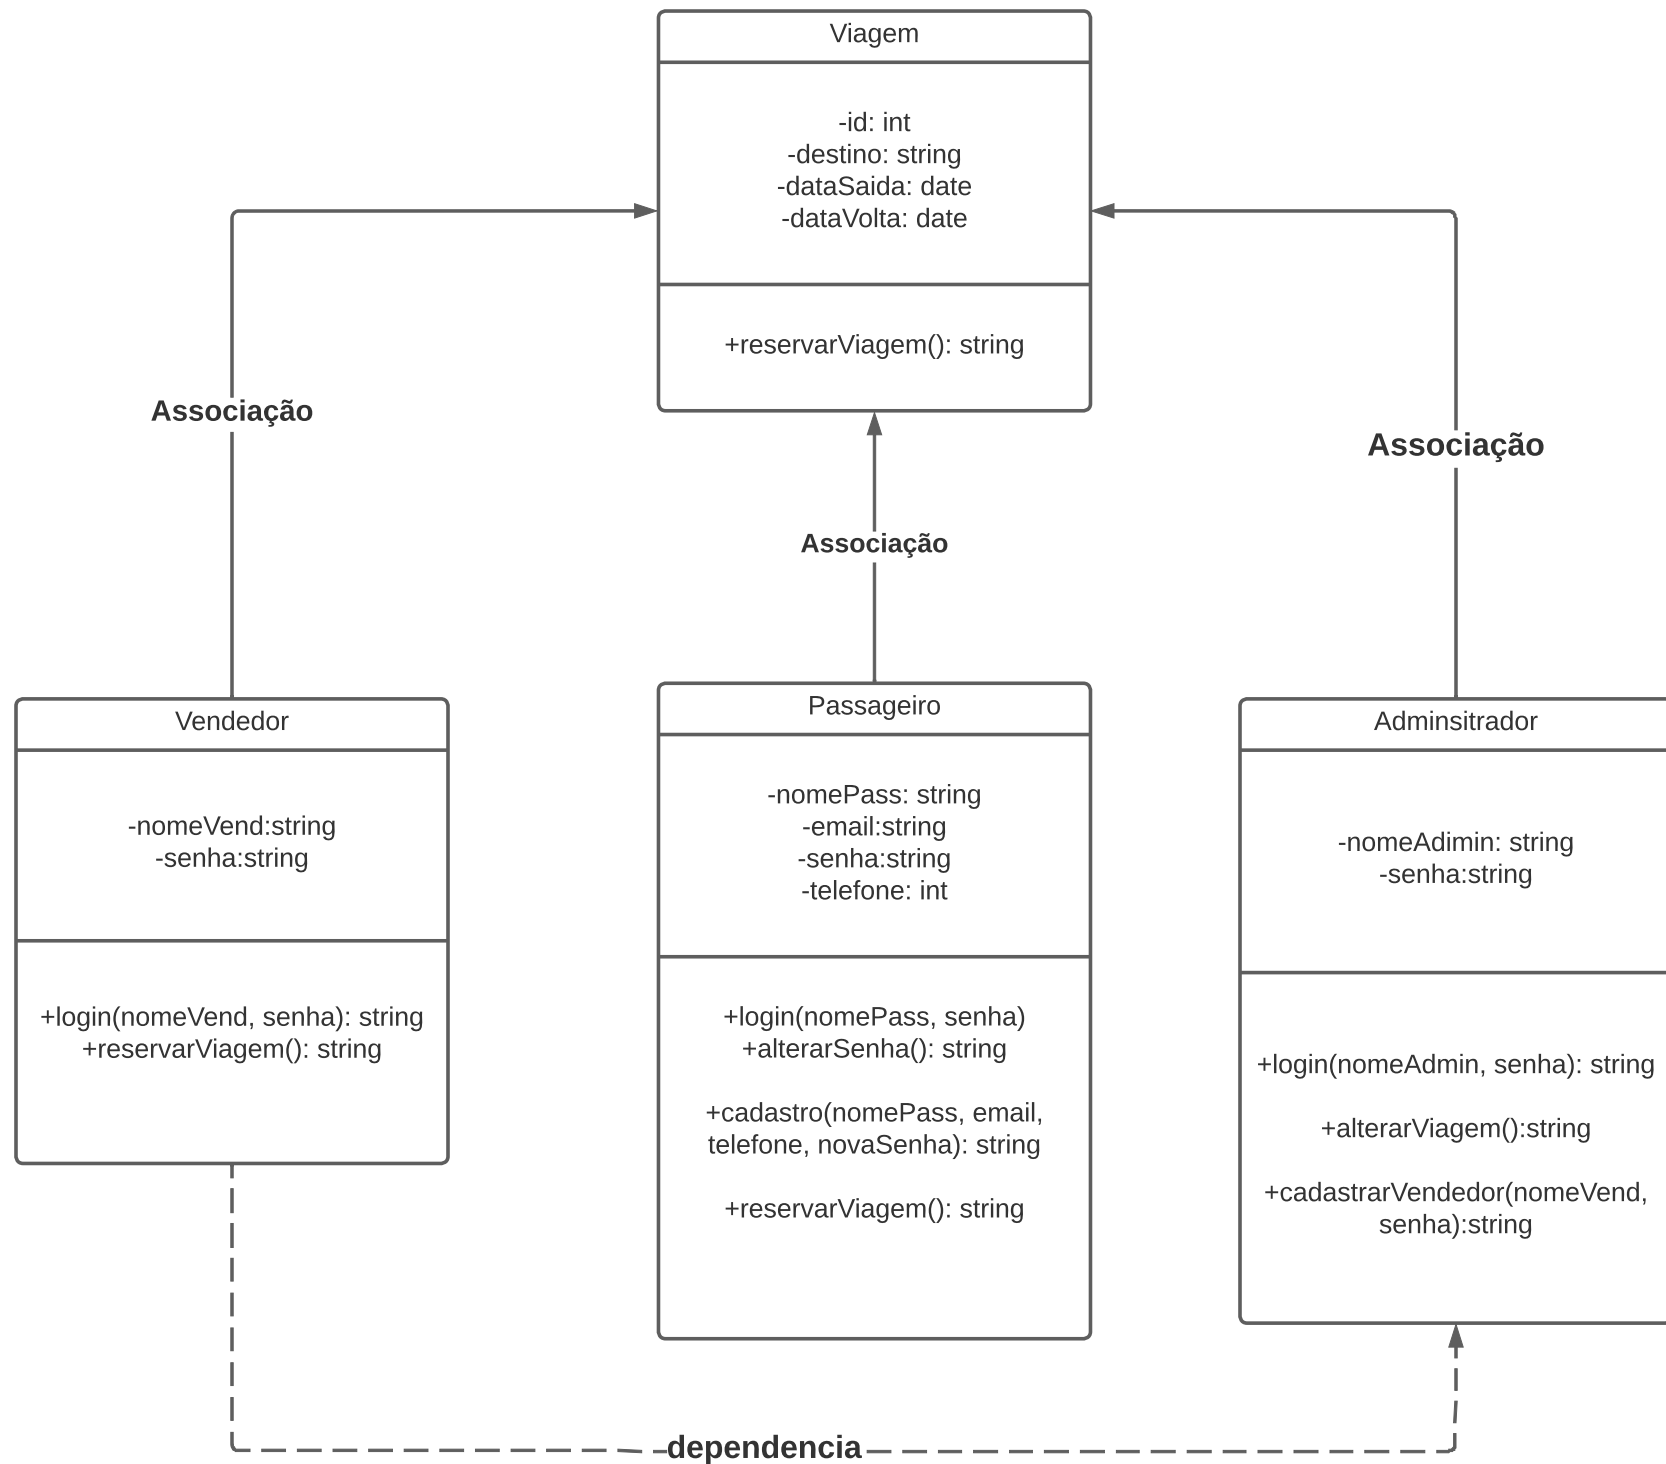 Viagem
-id: int
-destino: string
-dataSaida: date
-dataVolta: date
+reservarViagem(): string
Associação
Associação
Associação
Vendedor
-nomeVend:string
-senha:string
+login(nomeVend, senha): string
+reservarViagem(): string
Passageiro
-nomePass: string
-email:string
-senha:string
-telefone: int
+login(nomePass, senha)
+alterarSenha(): string
+cadastro(nomePass, email,
telefone, novaSenha): string
+reservarViagem(): string
Adminsitrador
-nomeAdimin: string
-senha:string
+login(nomeAdmin, senha): string
+alterarViagem():string
+cadastrarVendedor(nomeVend,
senha):string
dependencia